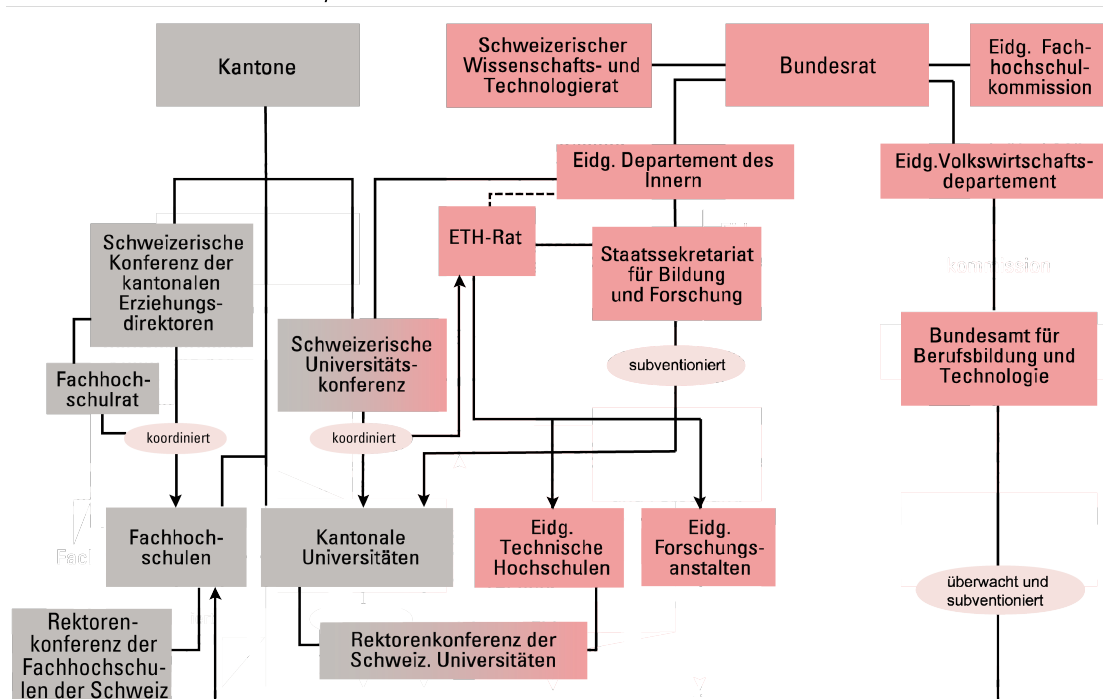 Kantone
Schweizerischer
Wissenschafts- und
Technologierat
Bundesrat
Eidg. Fach-
hochschul-
kommission
Eidg. Departement des
Innern
Eidg.Volkswirtschafts-
departement
ETH-Rat
Staatssekretariat
für Bildung
und Forschung
Schweizerische
Konferenz der
kantonalen
Erziehungs-
direktoren
kommission
Schweizerische
Universitäts-
konferenz
Bundesamt für
Berufsbildung und
Technologie
Fachhoch-
schulrat
subventioniert
koordiniert
koordiniert
Fachhoch-
schulen
Kantonale
Universitäten
Eidg.
Technische
Hochschulen
Eidg.
Forschungs-
anstalten
Fac
überwacht und
subventioniert
Rektoren-
konferenz der
Fachhochschu-
len der Schweiz
Rektorenkonferenz der
Schweiz. Universitäten